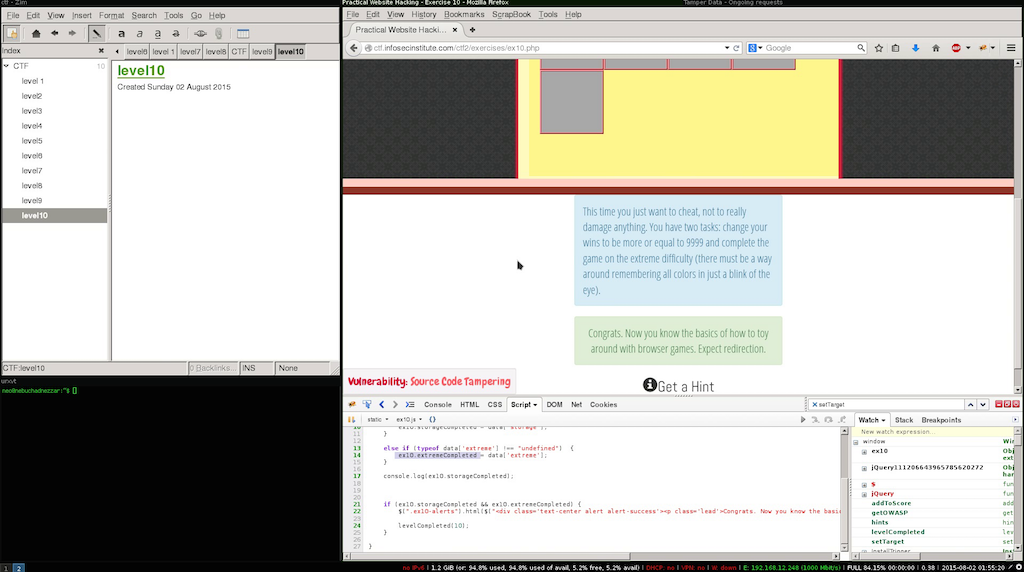 ctf - Zim
Practical Website Hacking - Exercise 10 - Mozilla Firefox
Tamper Data - Ongoing requests
File Edit View Insert Format Search Tools Go Help
File Edit View History Bookmarks ScrapBook Tools Help
Practical Website Hacki...
ctf.infosecinstitute.com/ctf2/exercises/ex10.php
Google
Index
level6 level 1 level7 level8 CTF level9 level10
CTF 10
level 1
level2
level3
level4
level5
level6
level7
level8
level9
level10
level10
Created Sunday 02 August 2015
This time you just want to cheat, not to really
damage anything. You have two tasks: change your
wins to be more or equal to 9999 and complete the
game on the extreme difficulty (there must be a way
around remembering all colors in just a blink of the
eye).
Congrats. Now you know the basics of how to toy
around with browser games. Expect redirection.
Vulnerability: Source Code Tampering
Get a Hint
CTF:level10
0 Backlinks...
INS
None
urxvt
neo@nebuchadnezzar:~$
Console HTML CSS Script DOM Net Cookies
setTarget
static ex10.js
Watch Stack Breakpoints
New watch expression...
10 ex10.storageCompleted = data['storage'];
11 }
12
13 else if (typeof data['extreme'] !== "undefined") {
14 ex10.extremeCompleted = data['extreme'];
15 }
16
17 console.log(ex10.storageCompleted);
18
19
20
21 if (ex10.storageCompleted && ex10.extremeCompleted) {
22 $(".ex10-alerts").html($("<div class='text-center alert alert-success'><p class='lead'>Congrats. Now you know the basi
23
24 levelCompleted(10);
25 }
26
27 }
window
ex10
jQuery111206643965785620272
$
jQuery
addToScore
getOWASP
hints
levelCompleted
setTarget
1 2
no IPv6 | 1.2 GiB (or: 94.8% used, 94.8% used of avail, 5.2% free, 5.2% avail) | DHCP: no | VPN: no | W: down | E: 192.168.12.248 (1000 Mbit/s) | FULL 84.15% 00:00:00 | 0.38 | 2015-08-02 01:55:20